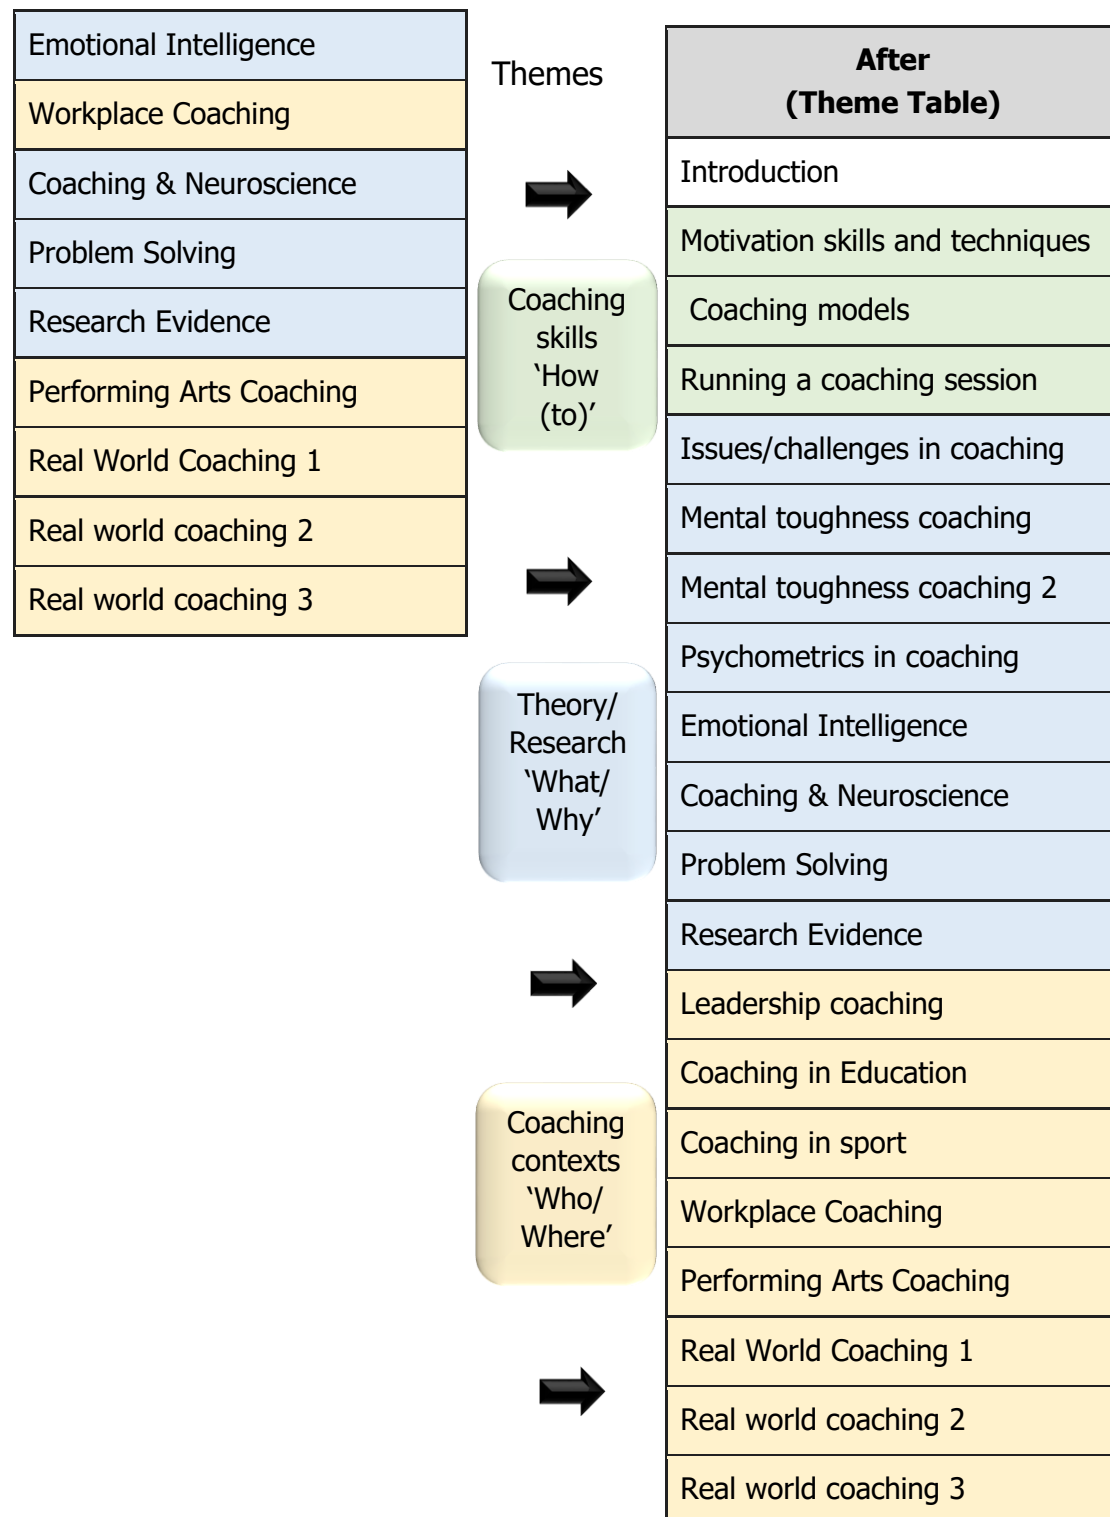 Emotional Intelligence
Workplace Coaching
Coaching & Neuroscience
Problem Solving
Research Evidence
Performing Arts Coaching
Real World Coaching 1
Real world coaching 2
Real world coaching 3
Themes
Coaching
skills
‘How
(to)’
Theory/
Research
‘What/
Why’
Coaching
contexts
‘Who/
Where’
After
(Theme Table)
Introduction
Motivation skills and techniques
Coaching models
Running a coaching session
Issues/challenges in coaching
Mental toughness coaching
Mental toughness coaching 2
Psychometrics in coaching
Emotional Intelligence
Coaching & Neuroscience
Problem Solving
Research Evidence
Leadership coaching
Coaching in Education
Coaching in sport
Workplace Coaching
Performing Arts Coaching
Real World Coaching 1
Real world coaching 2
Real world coaching 3